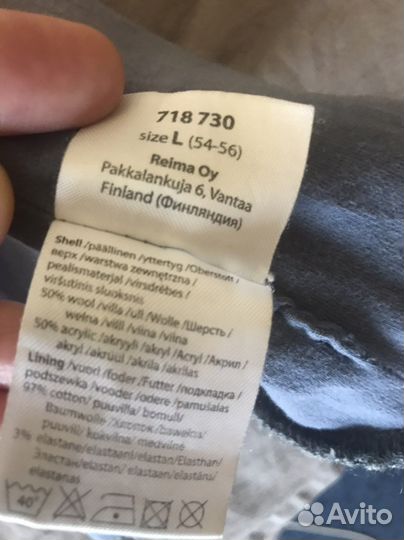 718 730
size L (54-56)
Reima Oy
Pakkalankuja 6, Vantaa
Finland (Финляндия)
Shell /päällinen /yttertyg /Oberstoff /
верх /warstwa zewnętrzna /
pealismaterjal /virsdrēbes/
viršutinis sluoksnis
50% wool /villa /ull /Wolle /Шерсть /
wełna /vill /vilna /vilna
50% acrylic /akryyli /akryl /Acryl /Акрил /
akryl /akrüül /akrila /akrilas
Lining /vuori /foder /Futter /подкладка /
podszewka /vooder /odere /pamušalas
97% cotton/ puuvilla/ bomull/
Baumwolle/ Хлопок /bawełna/
puuvill/ kokvilna/ medvilnė
3% elastane/elastaani/elastan/ Elasthan/
Эластан/elastan/ elastaan/ elastāns/
elastanas
40°
Avito